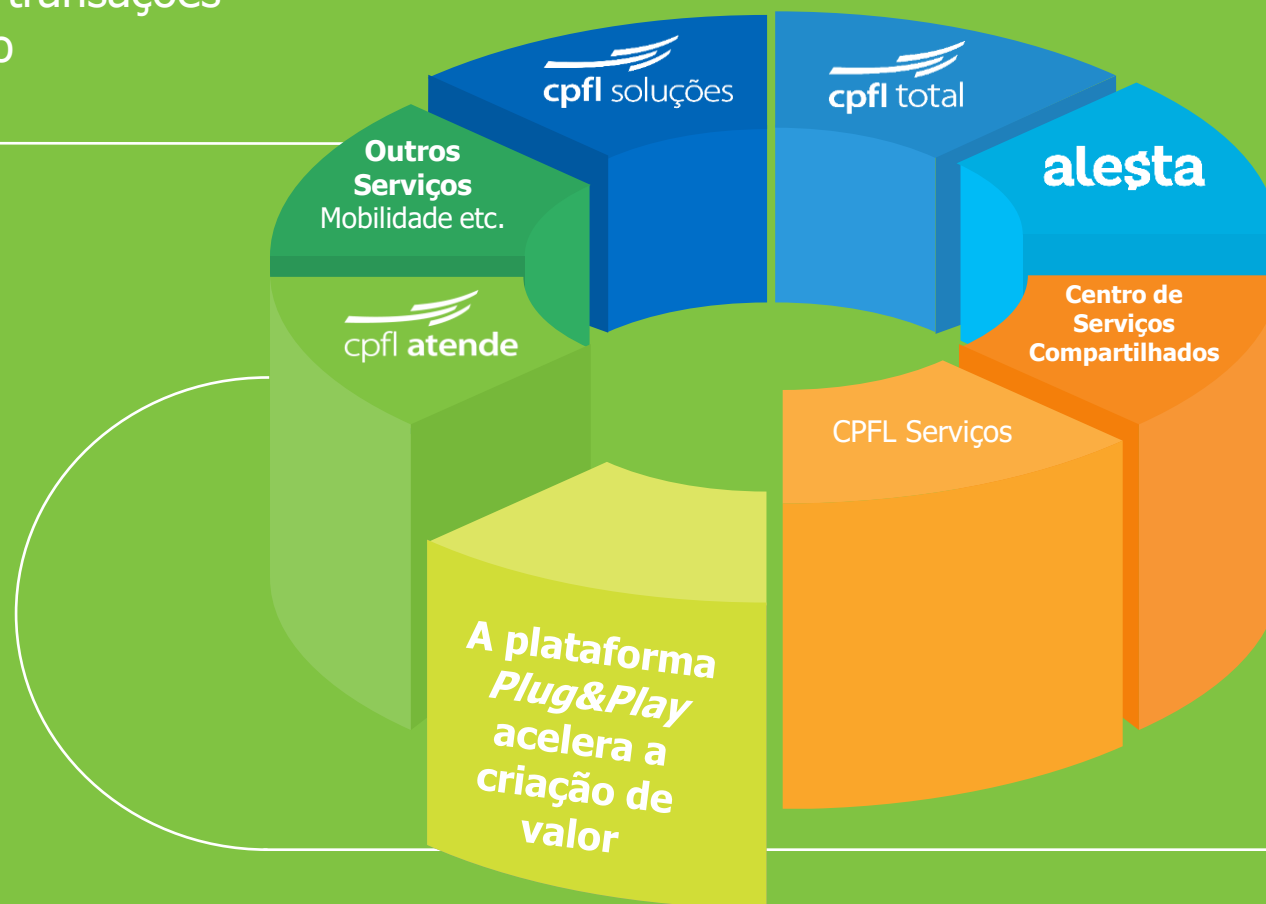 transações
o
cpfl soluções
cpfl total
Outros
Serviços
Mobilidade etc.
alesta
cpfl atende
Centro de
Serviços
Compartilhados
CPFL Serviços
A plataforma
Plug&Play
acelera a
criação de
valor